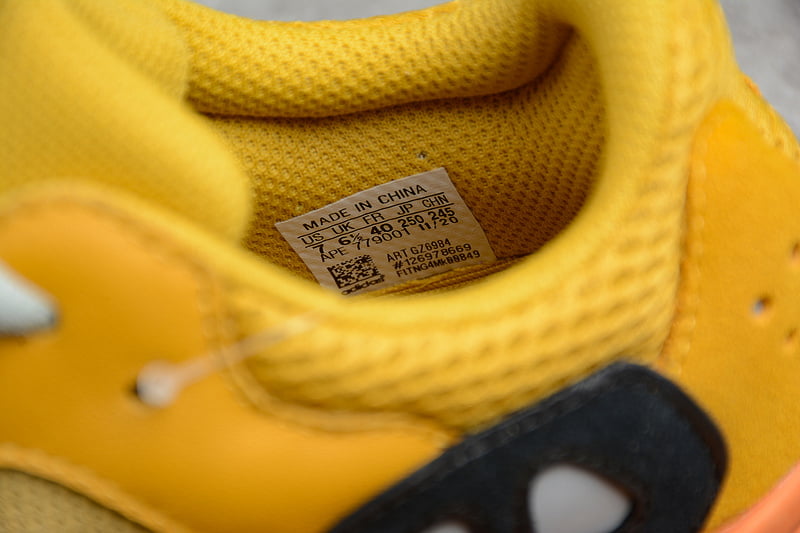 MADE IN CHINA
US UK FR JP CHN
7 6½ 40 250 245
APE 779001 11/20
ART GZ6984
#126978669
FITNG4MkBB849
adidas